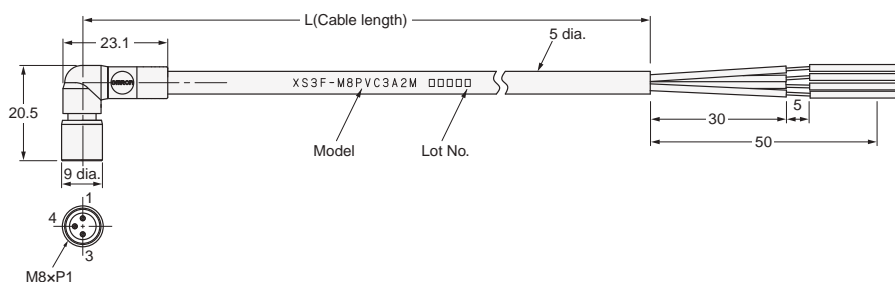 L(Cable length)
23.1
5 dia.
OMRON
XS3F-M8PVC3A2M □□□□□
20.5
5
30
Model
Lot No.
50
9 dia.
1
4
3
M8×P1